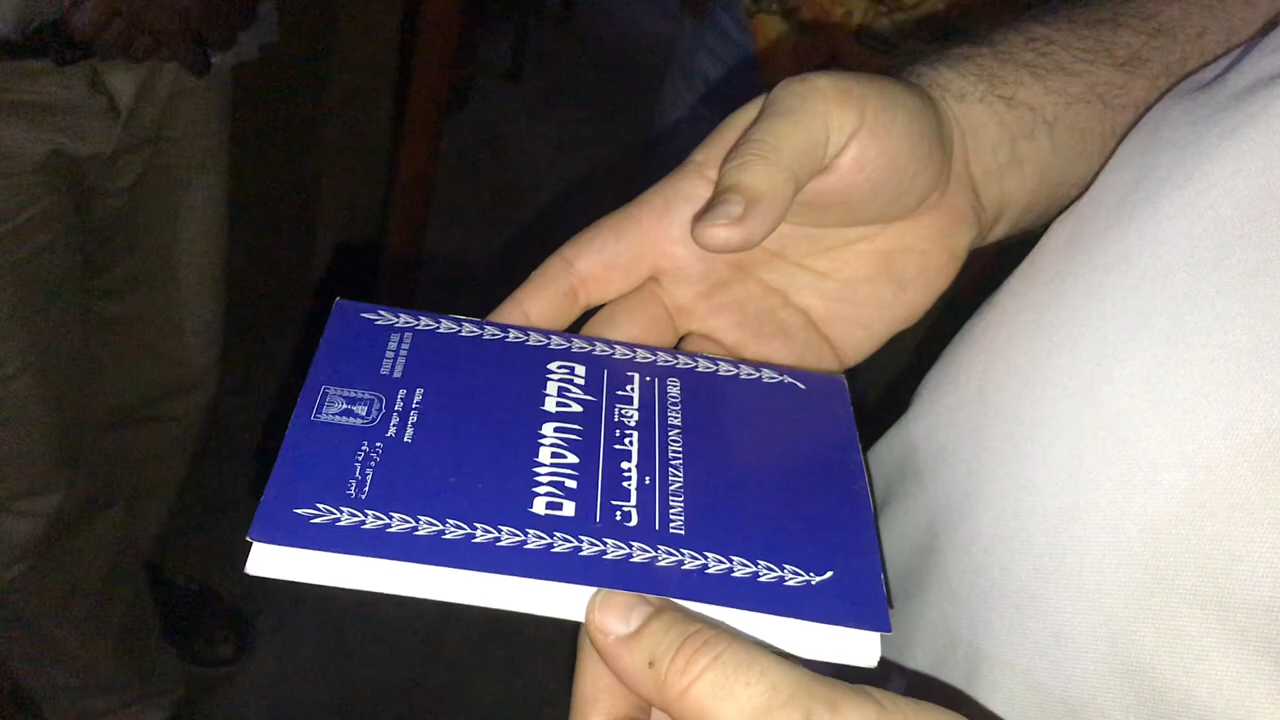 دولة اسرائيل
وزارة الصحة
מדינת ישראל
משרד הבריאות
STATE OF ISRAEL
MINISTRY OF HEALTH
פנקס חיסונים
بطاقة تطعيمات
IMMUNIZATION RECORD